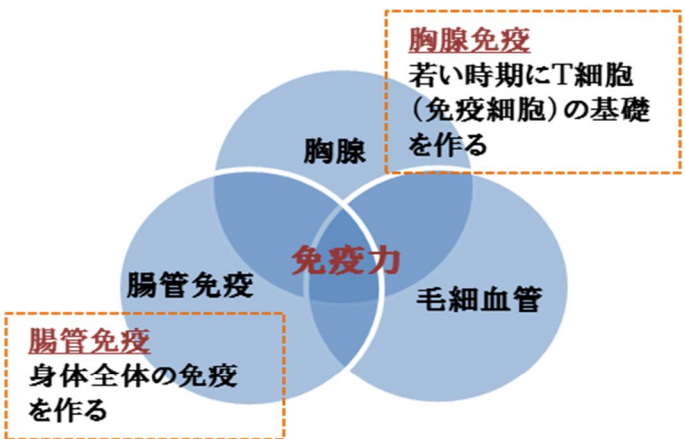 胸腺免疫
若い時期にT細胞
（免疫細胞）の基礎
を作る
胸腺
免疫力
腸管免疫
毛細血管
腸管免疫
身体全体の免疫
を作る